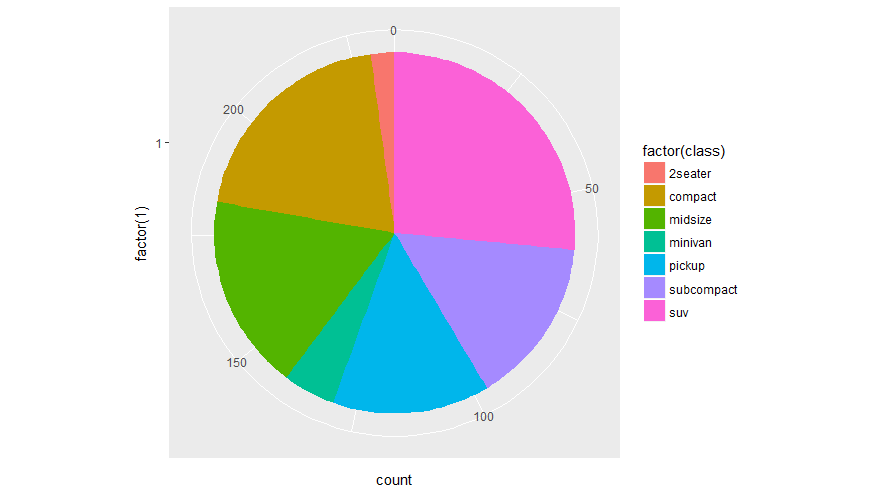 0
200
50
1
factor(1)
150
100
count
factor(class)
2seater
compact
midsize
minivan
pickup
subcompact
suv